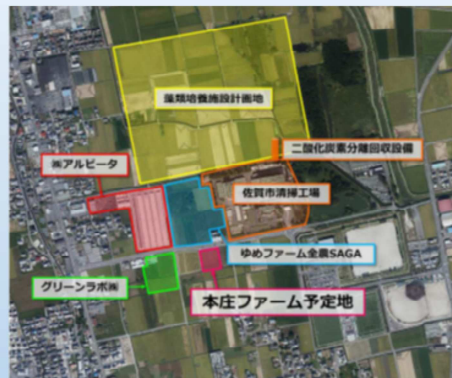 藻類培養施設計画地
二酸化炭素分離回収設備
㈱アルビータ
佐賀市清掃工場
ゆめファーム全農SAGA
グリーンラボ㈱
本庄ファーム予定地